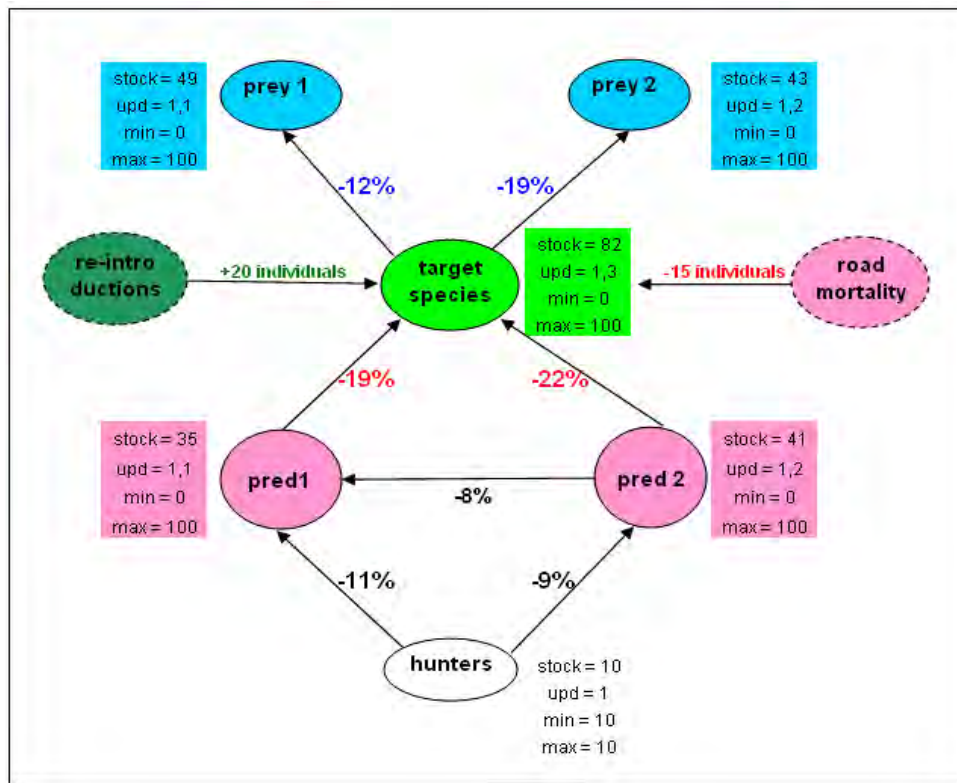 stock = 49
upd = 1,1
min = 0
max = 100
prey 1
prey 2
stock = 43
upd = 1,2
min = 0
max = 100
-12%
-19%
re-intro
ductions
+20 individuals
target
species
stock = 82
upd = 1,3
min = 0
max = 100
-15 individuals
road
mortality
-19%
-22%
stock = 35
upd = 1,1
min = 0
max = 100
pred1
-8%
pred 2
stock = 41
upd = 1,2
min = 0
max = 100
-11%
-9%
hunters
stock = 10
upd = 1
min = 10
max = 10